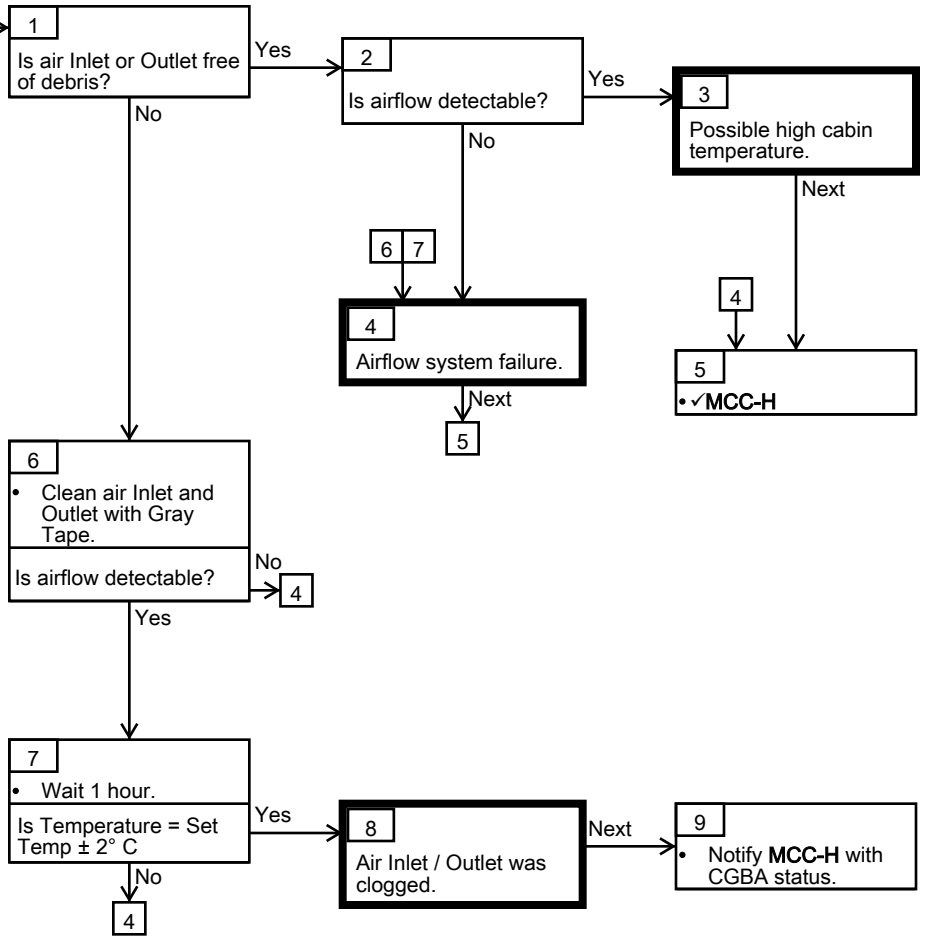 1
Is air Inlet or Outlet free
of debris?
Yes
No
2
Is airflow detectable?
Yes
No
3
Possible high cabin
temperature.
Next
6 7
4
Airflow system failure.
Next
5
4
5
• ✓MCC-H
6
• Clean air Inlet and
Outlet with Gray
Tape.
Is airflow detectable?
No
4
Yes
7
• Wait 1 hour.
Is Temperature = Set
Temp ± 2° C
Yes
No
4
8
Air Inlet / Outlet was
clogged.
Next
9
• Notify MCC-H with
CGBA status.